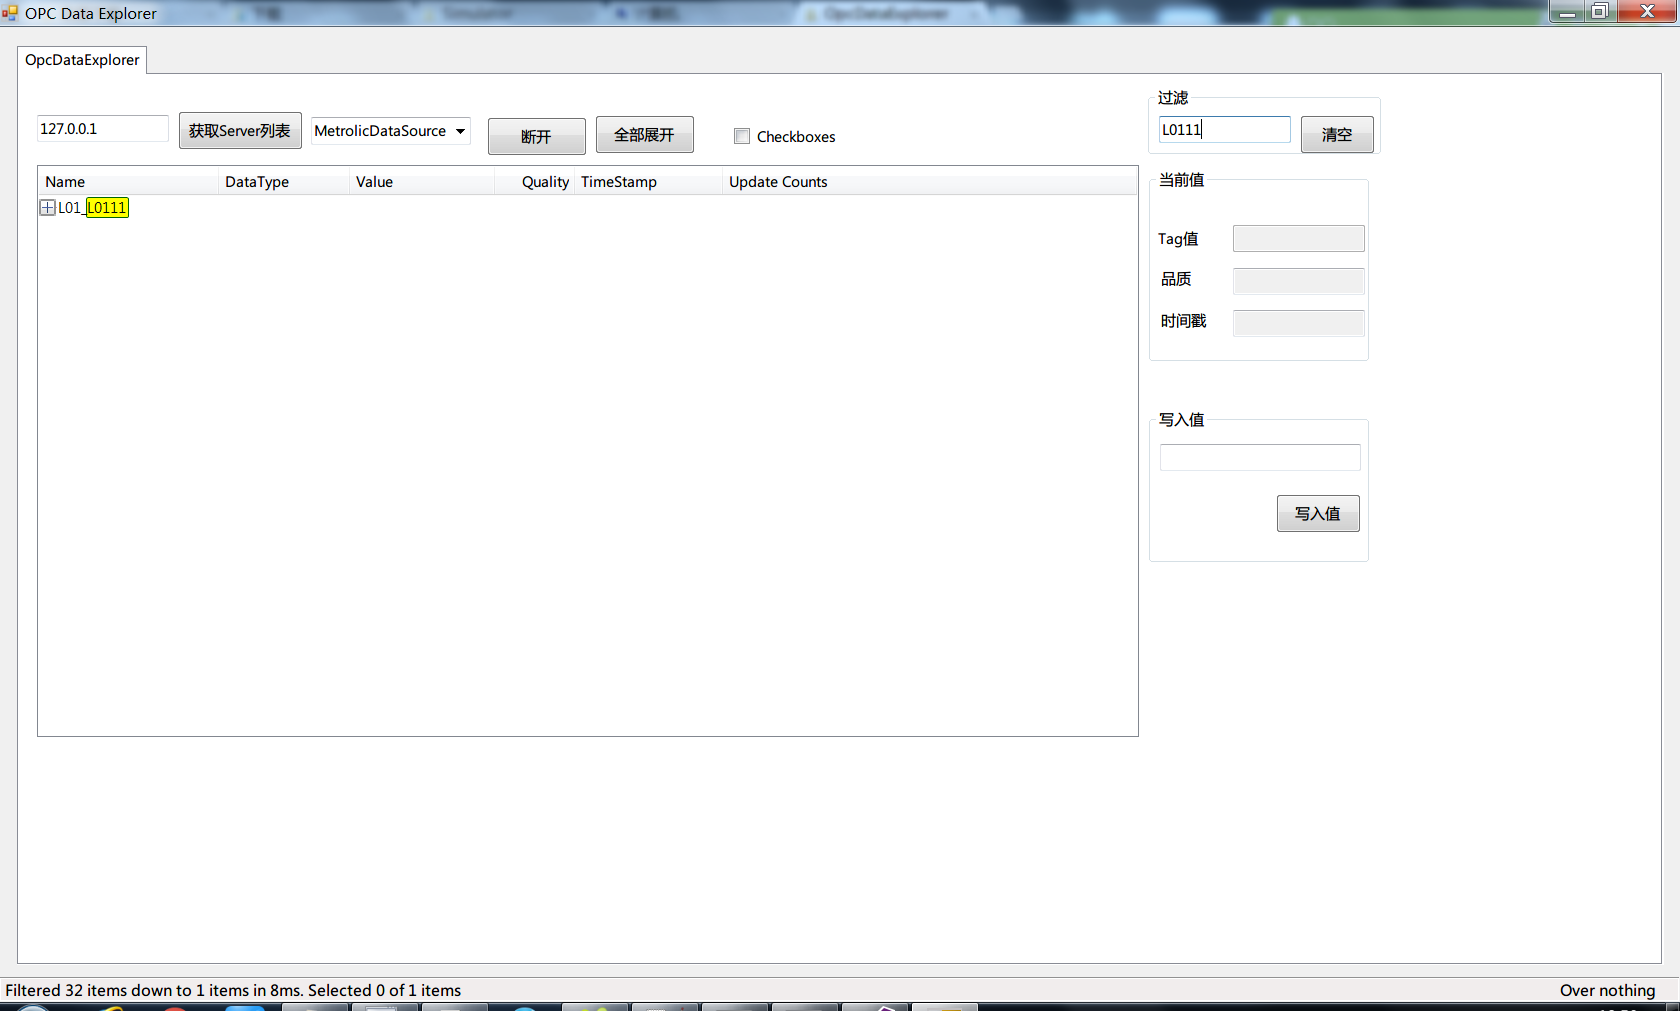 OPC Data Explorer
OpcDataExplorer
127.0.0.1
获取Server列表
MetrolicDataSource
断开
全部展开
Checkboxes
过滤
L0111
清空
Name DataType Value Quality TimeStamp Update Counts
L01_L0111
当前值
Tag值
品质
时间戳
写入值
写入值
Filtered 32 items down to 1 items in 8ms. Selected 0 of 1 items
Over nothing